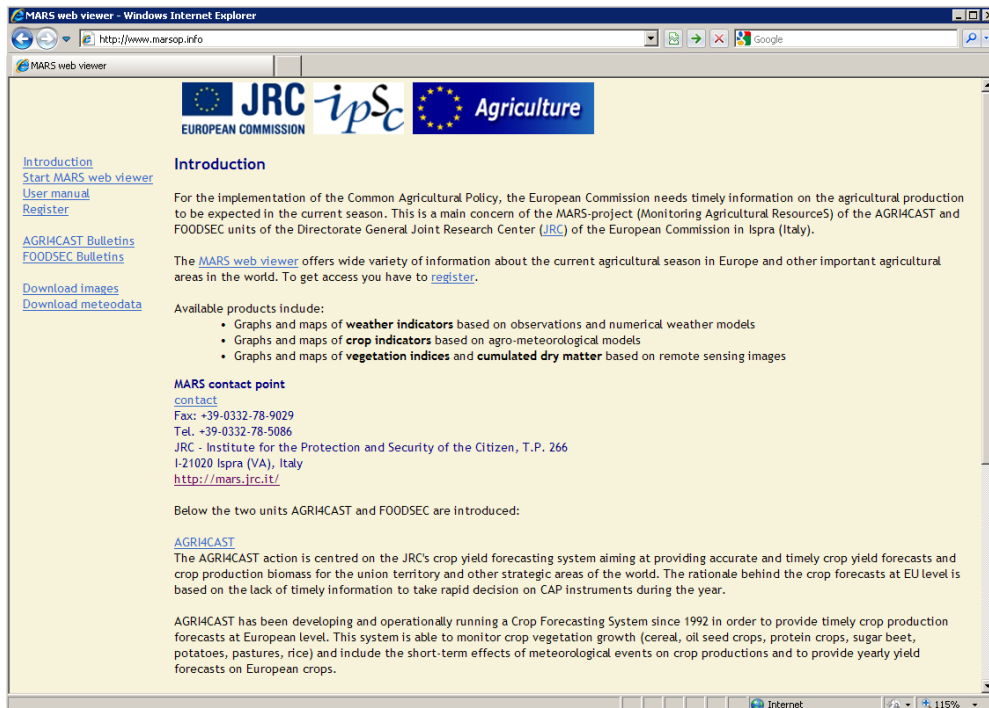 MARS web viewer - Windows Internet Explorer
http://www.marsop.info
Google
MARS web viewer
JRC
EUROPEAN COMMISSION
ipSc
Agriculture
Introduction
Start MARS web viewer
User manual
Register
AGRI4CAST Bulletins
FOODSEC Bulletins
Download images
Download meteodata
Introduction
For the implementation of the Common Agricultural Policy, the European Commission needs timely information on the agricultural production
to be expected in the current season. This is a main concern of the MARS-project (Monitoring Agricultural ResourceS) of the AGRI4CAST and
FOODSEC units of the Directorate General Joint Research Center (JRC) of the European Commission in Ispra (Italy).
The MARS web viewer offers wide variety of information about the current agricultural season in Europe and other important agricultural
areas in the world. To get access you have to register.
Available products include:
• Graphs and maps of weather indicators based on observations and numerical weather models
• Graphs and maps of crop indicators based on agro-meteorological models
• Graphs and maps of vegetation indices and cumulated dry matter based on remote sensing images
MARS contact point
contact
Fax: +39-0332-78-9029
Tel. +39-0332-78-5086
JRC - Institute for the Protection and Security of the Citizen, T.P. 266
I-21020 Ispra (VA), Italy
http://mars.jrc.it/
Below the two units AGRI4CAST and FOODSEC are introduced:
AGRI4CAST
The AGRI4CAST action is centred on the JRC's crop yield forecasting system aiming at providing accurate and timely crop yield forecasts and
crop production biomass for the union territory and other strategic areas of the world. The rationale behind the crop forecasts at EU level is
based on the lack of timely information to take rapid decision on CAP instruments during the year.
AGRI4CAST has been developing and operationally running a Crop Forecasting System since 1992 in order to provide timely crop production
forecasts at European level. This system is able to monitor crop vegetation growth (cereal, oil seed crops, protein crops, sugar beet,
potatoes, pastures, rice) and include the short-term effects of meteorological events on crop productions and to provide yearly yield
forecasts on European crops.
Internet
115%